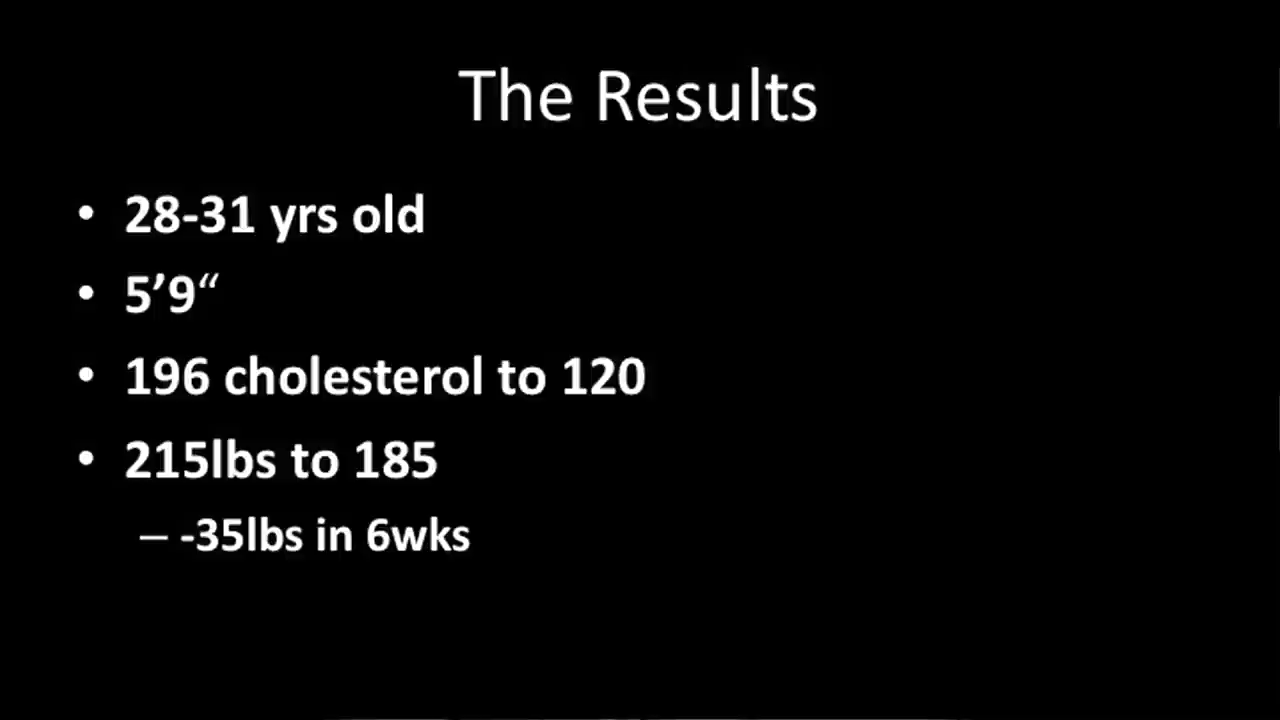 The Results
• 28-31 yrs old
• 5’9“
• 196 cholesterol to 120
• 215lbs to 185
– -35lbs in 6wks